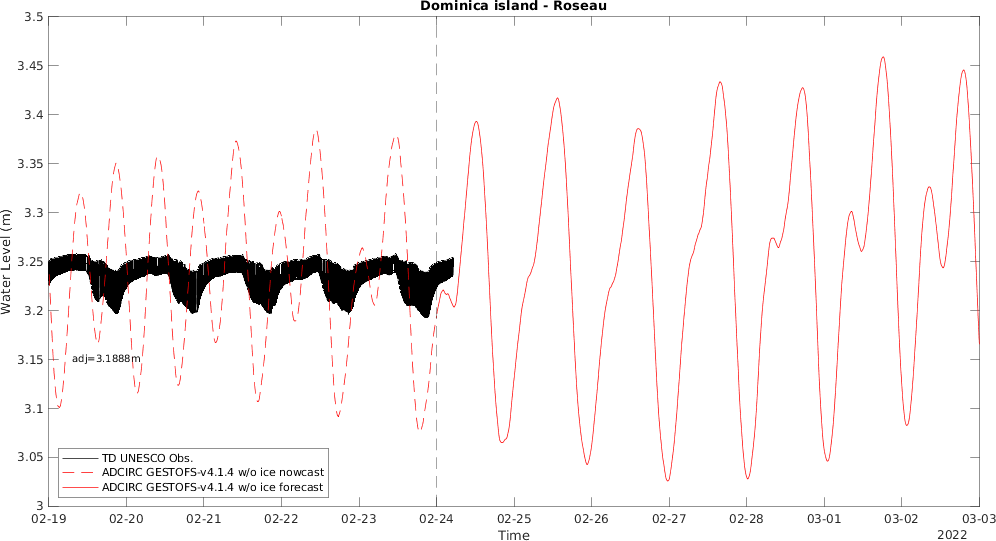 Dominica island - Roseau
3.5
3.45
3.4
3.35
3.3
3.25
3.2
3.15
3.1
3.05
3
Water Level (m)
adj=3.1888m
TD UNESCO Obs.
ADCIRC GESTOFS-v4.1.4 w/o ice nowcast
ADCIRC GESTOFS-v4.1.4 w/o ice forecast
02-19 02-20 02-21 02-22 02-23 02-24 02-25 02-26 02-27 02-28 03-01 03-02 03-03
Time
2022